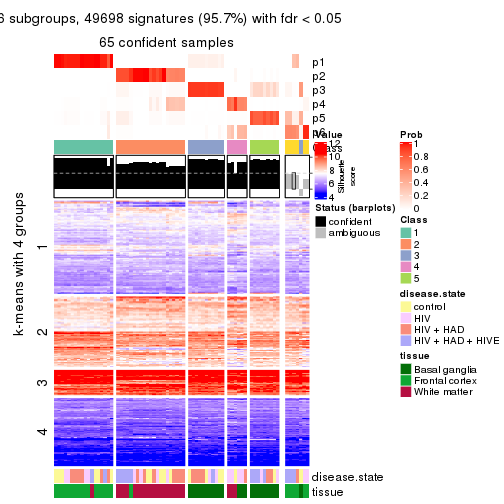 6 subgroups, 49698 signatures (95.7%) with fdr < 0.05
65 confident samples
p1
p2
p3
p4
p5
p6
Class
k-means with 4 groups
1
2
3
4
Value
12
10
8
6
4
Silhouette
score
Status (barplots)
confident
ambiguous
Prob
1
0.8
0.6
0.4
0.2
0
Class
1
2
3
4
5
disease.state
control
HIV
HIV + HAD
HIV + HAD + HIVE
tissue
Basal ganglia
Frontal cortex
White matter
disease.state
tissue